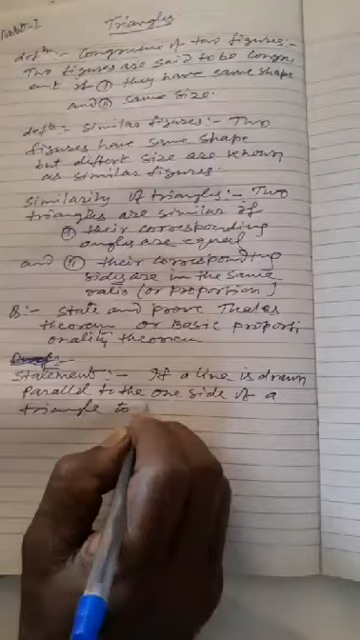 Part-I
Triangles
defn:- Congruence of two figures:-
Two figures are said to be congru
ent if (i) they have same shape
and (ii) same size.
defn:- Similar figures:- Two
figures have same shape
but differt size are known
as similar figures.
Similarity of triangles:- Two
triangles are similar if
(i) their corresponding
angles are equal
and (ii) their corresponding
sides are in the same
ratio (or proportion)
Q:- State and prove Thales
theorem or Basic proporti
onality theorem
Statement:- If a line is drawn
parallel to the one side of a
triangle to